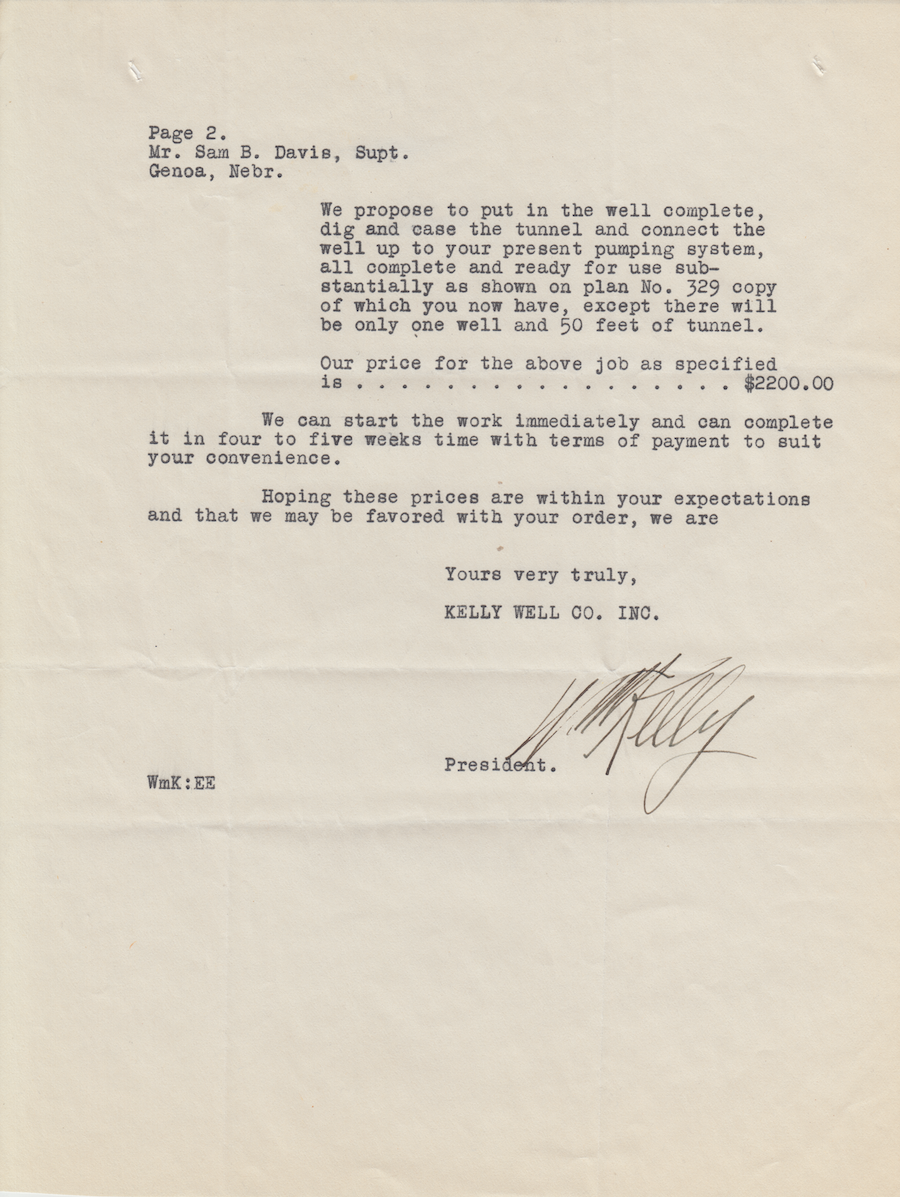 Page 2.
Mr. Sam B. Davis, Supt.
Genoa, Nebr.
We propose to put in the well complete,
dig and case the tunnel and connect the
well up to your present pumping system,
all complete and ready for use sub-
stantially as shown on plan No. 329 copy
of which you now have, except there will
be only one well and 50 feet of tunnel.
Our price for the above job as specified
is . . . . . . . . . . . . . . . . . $2200.00
We can start the work immediately and can complete
it in four to five weeks time with terms of payment to suit
your convenience.
Hoping these prices are within your expectations
and that we may be favored with your order, we are
Yours very truly,
KELLY WELL CO. INC.
Wm Kelly
President.
WmK:EE